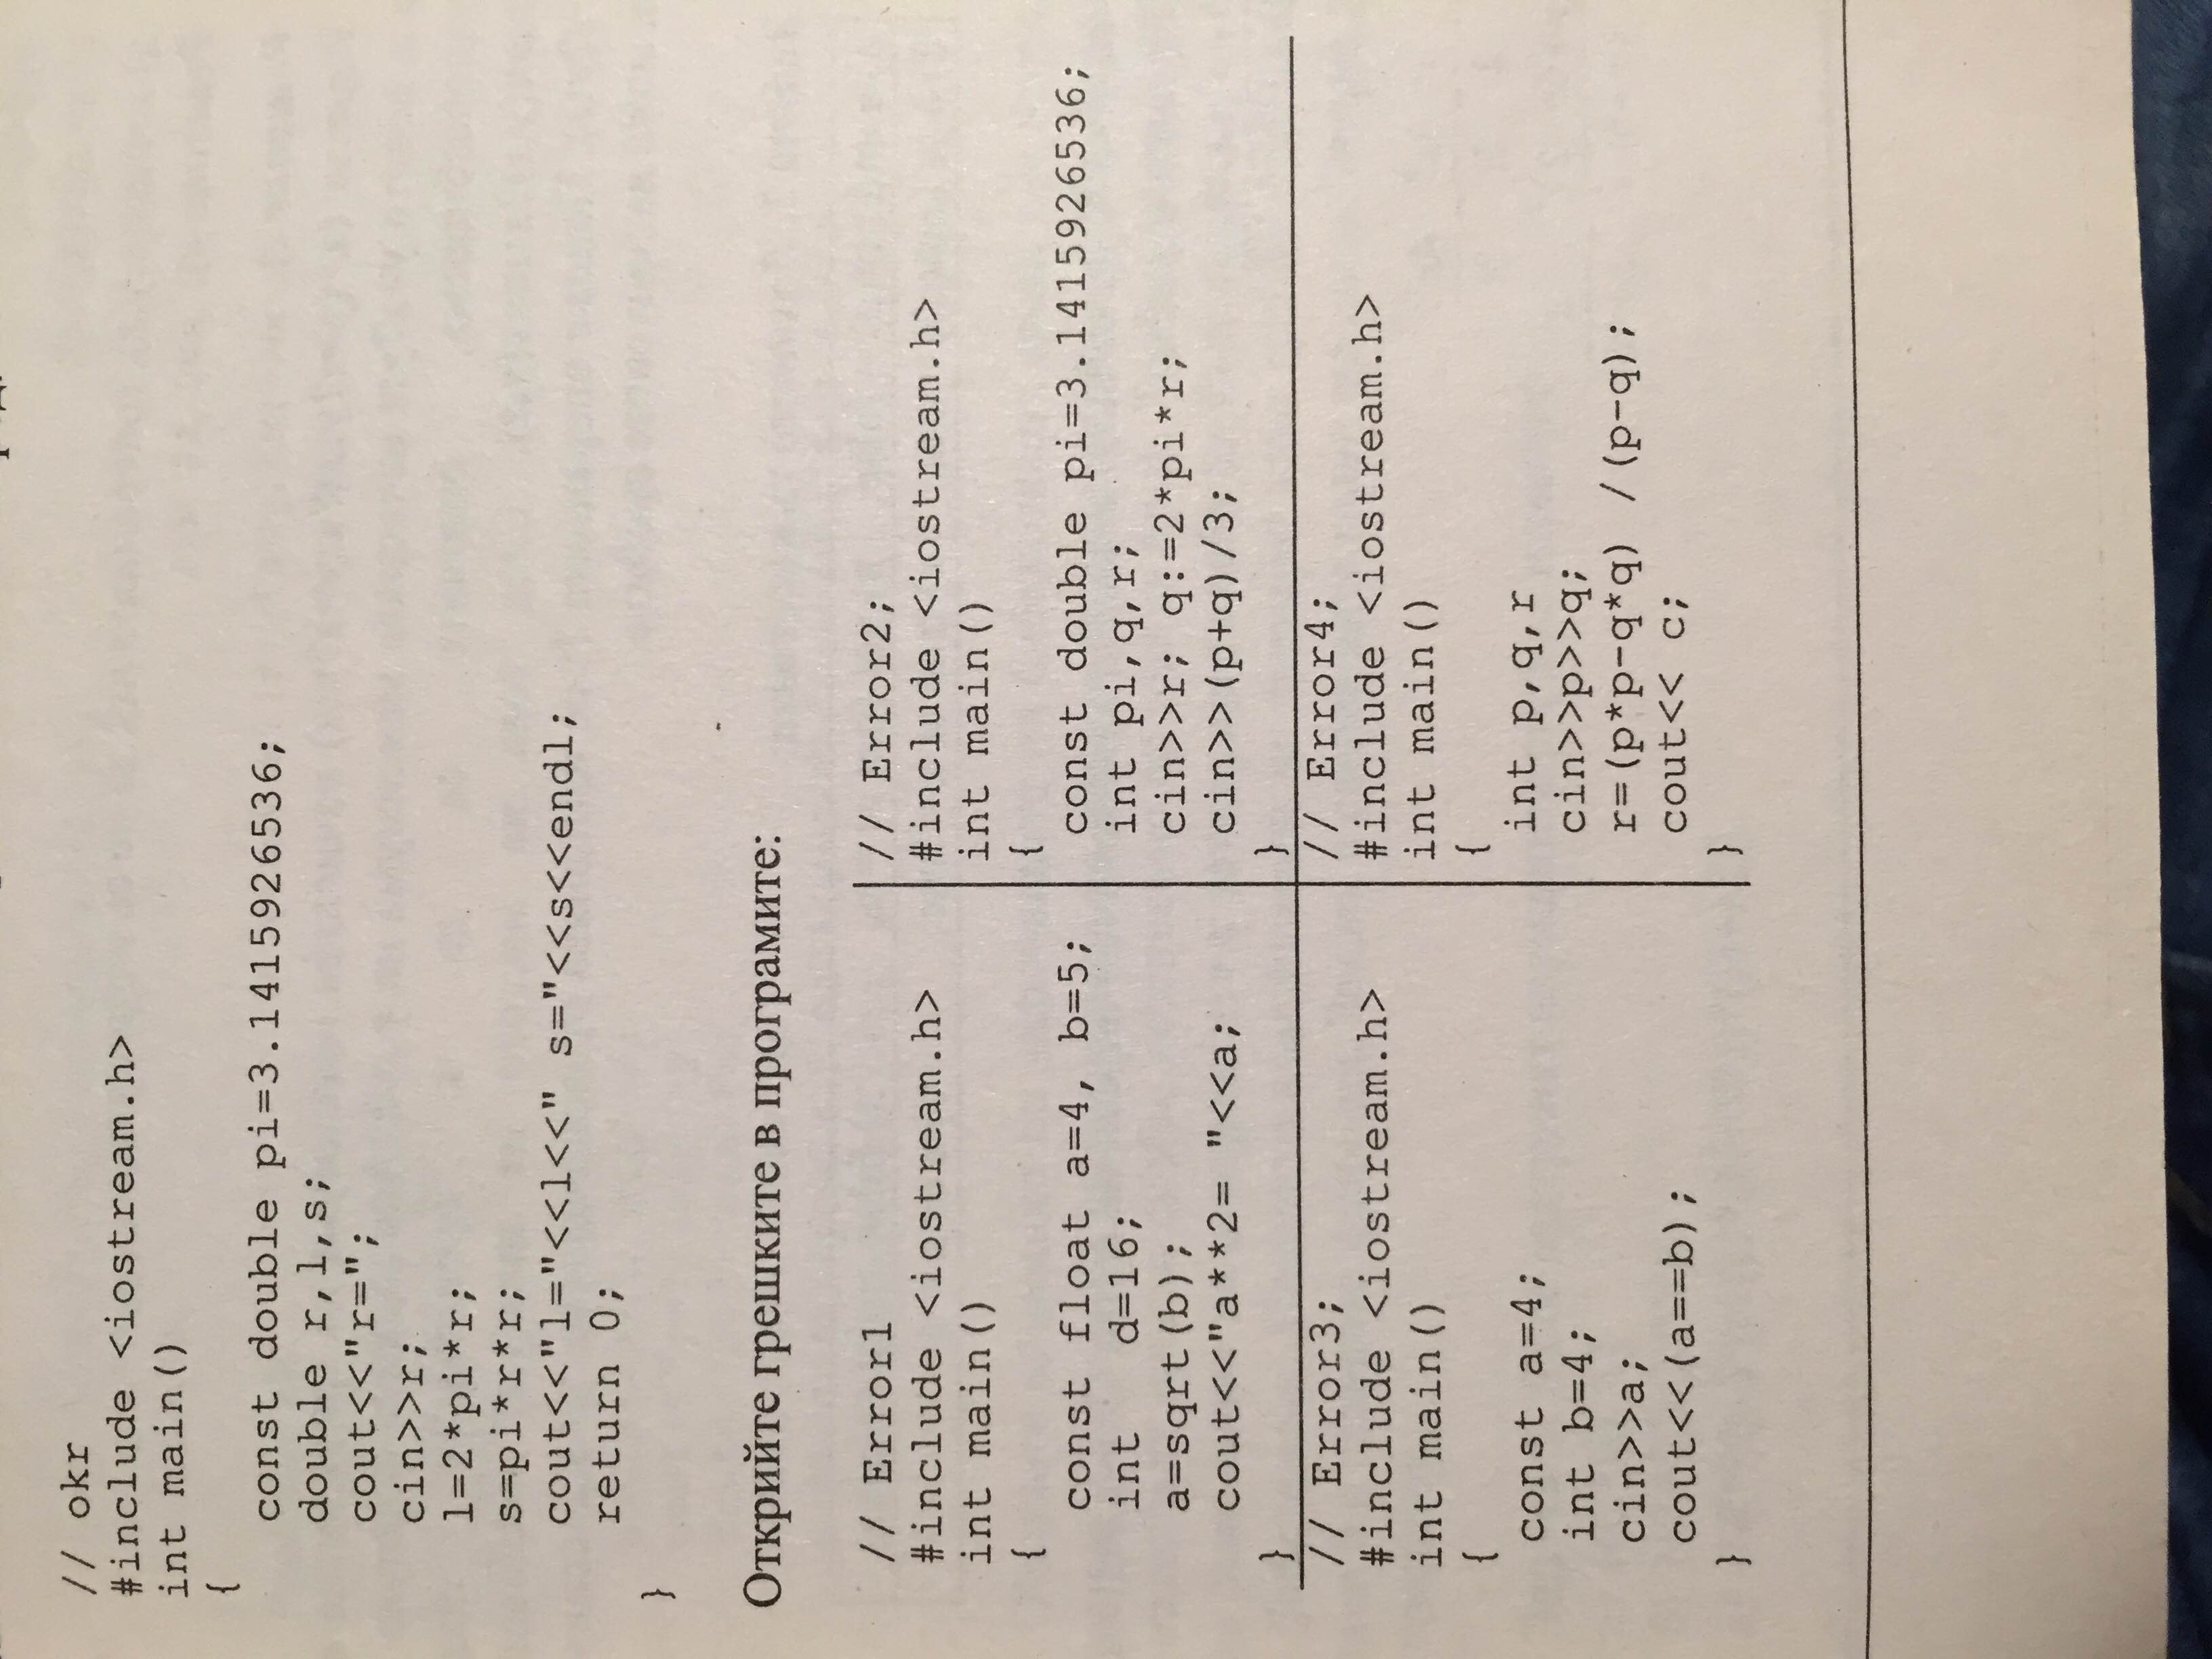 // okr
#include <iostream.h>
int main()
{
const double pi=3.1415926536;
double r,l,s;
cout<<"r=";
cin>>r;
l=2*pi*r;
s=pi*r*r;
cout<<"l="<<l<<" s="<<s<<endl;
return 0;
}
Открийте грешките в програмите:
// Error1
#include <iostream.h>
int main()
{
const float a=4, b=5;
int d=16;
a=sqrt(b);
cout<<"a**2= "<<a;
}
// Error2;
#include <iostream.h>
int main()
{
const double pi=3.1415926536;
int pi,q,r;
cin>>r; q:=2*pi*r;
cin>>(p+q)/3;
}
// Error3;
#include <iostream.h>
int main()
{
const a=4;
int b=4;
cin>>a;
cout<<(a==b);
}
// Error4;
#include <iostream.h>
int main()
{
int p,q,r
cin>>p>>q;
r=(p*p-q*q) /(p-q);
cout<< c;
}